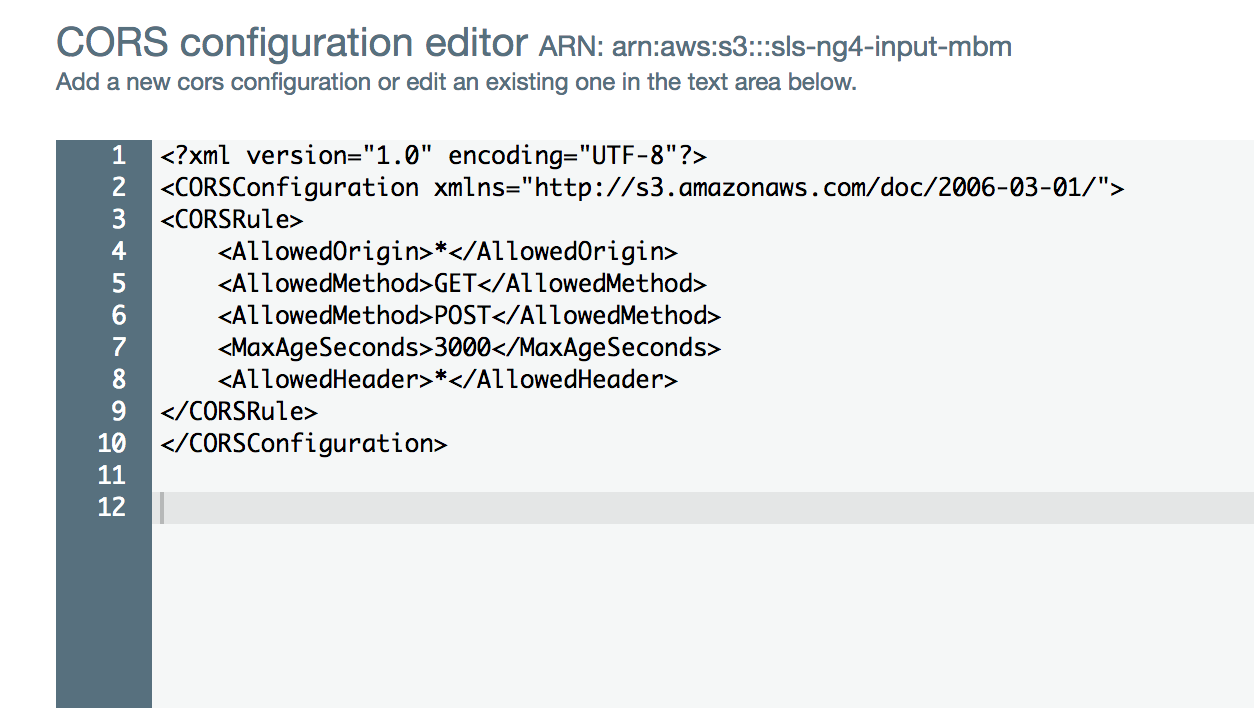 CORS configuration editor ARN: arn:aws:s3:::sls-ng4-input-mbm
Add a new cors configuration or edit an existing one in the text area below.
1 <?xml version="1.0" encoding="UTF-8"?>
2 <CORSConfiguration xmlns="http://s3.amazonaws.com/doc/2006-03-01/">
3 <CORSRule>
4     <AllowedOrigin>*</AllowedOrigin>
5     <AllowedMethod>GET</AllowedMethod>
6     <AllowedMethod>POST</AllowedMethod>
7     <MaxAgeSeconds>3000</MaxAgeSeconds>
8     <AllowedHeader>*</AllowedHeader>
9 </CORSRule>
10 </CORSConfiguration>
11
12